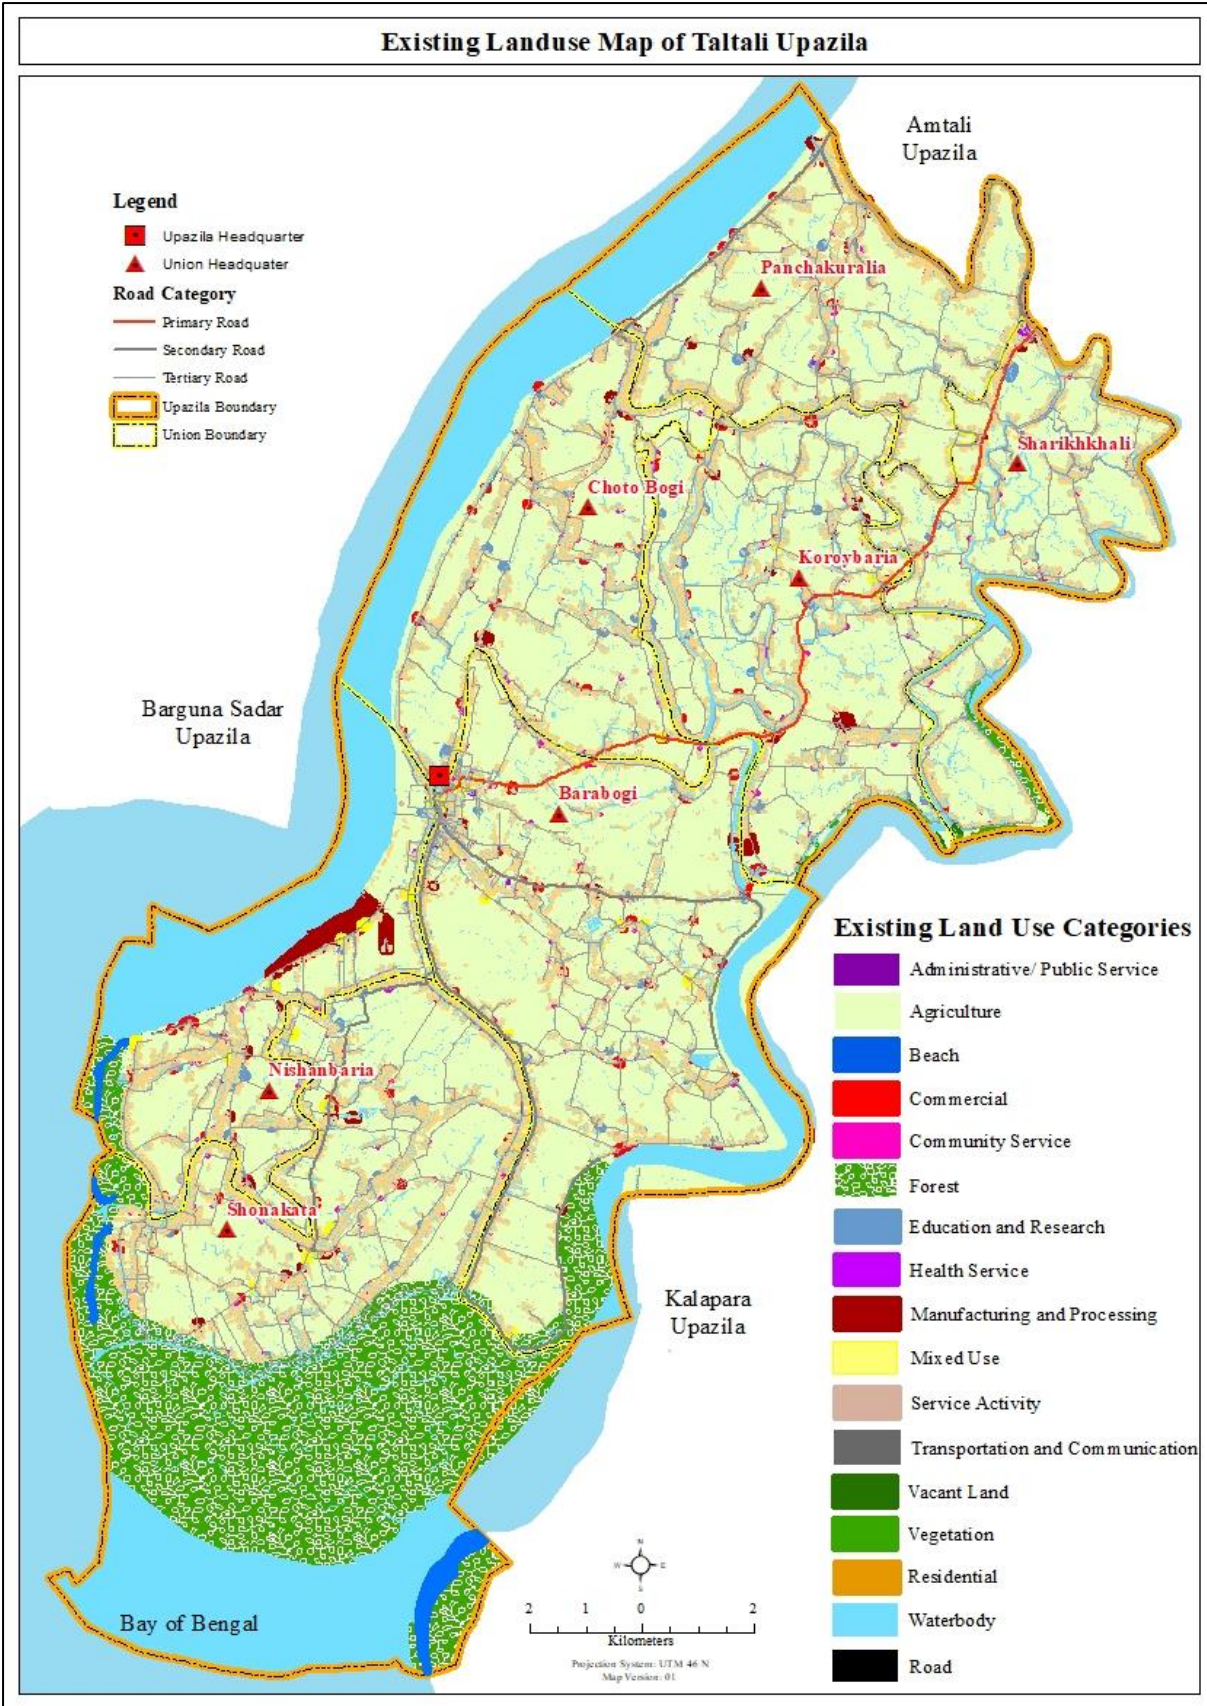 Existing Landuse Map of Taltali Upazila
Amtali
Upazila
Legend
Upazila Headquarter
Union Headquater
Road Category
Primary Road
Secondary Road
Tertiary Road
Upazila Boundary
Union Boundary
Panchakuralia
Sharikhkhali
Choto Bogi
Koroybaria
Barguna Sadar
Upazila
Barabogi
Nishanbaria
Shonakata
Kalapara
Upazila
Bay of Bengal
Existing Land Use Categories
Administrative/ Public Service
Agriculture
Beach
Commercial
Community Service
Forest
Education and Research
Health Service
Manufacturing and Processing
Mixed Use
Service Activity
Transportation and Communication
Vacant Land
Vegetation
Residential
Waterbody
Road
N
W E
S
2 1 0 2
Kilometers
Projection System: UTM 46 N
Map Version: 01